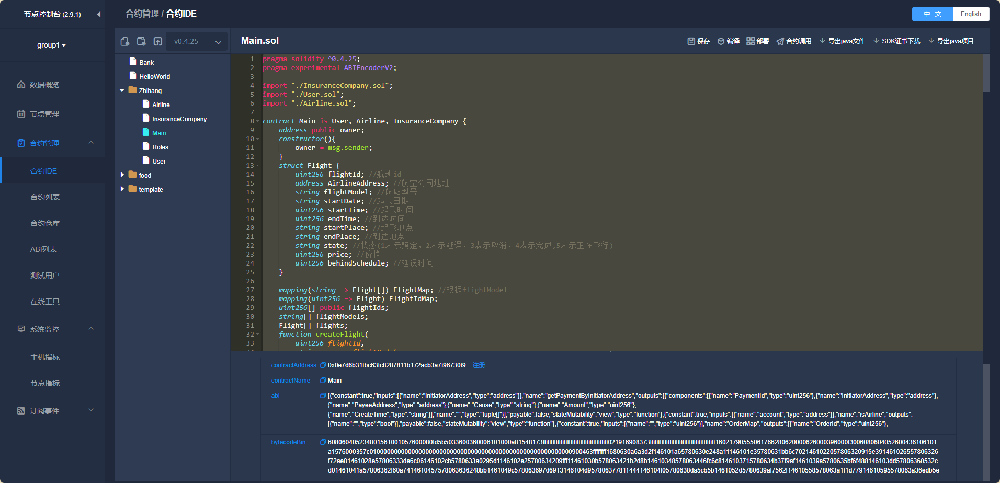 节点控制台 (2.9.1)
合约管理 / 合约IDE
中 文
English
group1
v0.4.25
Main.sol
保存
编译
部署
合约调用
导出java文件
SDK证书下载
导出java项目
数据概览
节点管理
合约管理
合约IDE
合约列表
合约仓库
ABI列表
测试用户
在线工具
系统监控
主机指标
节点指标
订阅事件
Bank
HelloWorld
Zhihang
Airline
InsuranceCompany
Main
Roles
User
food
template
1 pragma solidity ^0.4.25;
2 pragma experimental ABIEncoderV2;
3
4 import "./InsuranceCompany.sol";
5 import "./User.sol";
6 import "./Airline.sol";
7
8 contract Main is User, Airline, InsuranceCompany {
9 address public owner;
10 constructor(){
11 owner = msg.sender;
12 }
13 struct Flight {
14 uint256 flightId; //航班id
15 address AirlineAddress; //航空公司地址
16 string flightModel; //航班型号
17 string startDate; //起飞日期
18 uint256 startTime; //起飞时间
19 uint256 endTime; //到达时间
20 string startPlace; //起飞地点
21 string endPlace; //到达地点
22 string state; //状态(1表示预定，2表示延误，3表示取消，4表示完成,5表示正在飞行)
23 uint256 price; //价格
24 uint256 behindSchedule; //延误时间
25 }
26
27 mapping(string => Flight[]) FlightMap; //根据flightModel
28 mapping(uint256 => Flight) FlightIdMap;
29 uint256[] public flightIds;
30 string[] flightModels;
31 Flight[] flights;
32 function createFlight(
33 uint256 flightId,
contractAddress 0x0e7d6b31fbc63fc8287811b172acb3a7f96730f9 注册
contractName Main
abi [{"constant":true,"inputs":[{"name":"InitiatorAddress","type":"address"}],"name":"getPaymentByInitiatorAddress","outputs":[{"components":[{"name":"PaymentId","type":"uint256"},{"name":"InitiatorAddress","type":"address"},
{"name":"PayeeAddress","type":"address"},{"name":"Cause","type":"string"},{"name":"Amount","type":"uint256"},
{"name":"CreateTime","type":"string"}],"name":"","type":"tuple[]"}],"payable":false,"stateMutability":"view","type":"function"},{"constant":true,"inputs":[{"name":"account","type":"address"}],"name":"isAirline","outputs":
[{"name":"","type":"bool"}],"payable":false,"stateMutability":"view","type":"function"},{"constant":true,"inputs":[{"name":"","type":"uint256"}],"name":"OrderMap","outputs":[{"name":"OrderId","type":"uint256"},
bytecodeBin